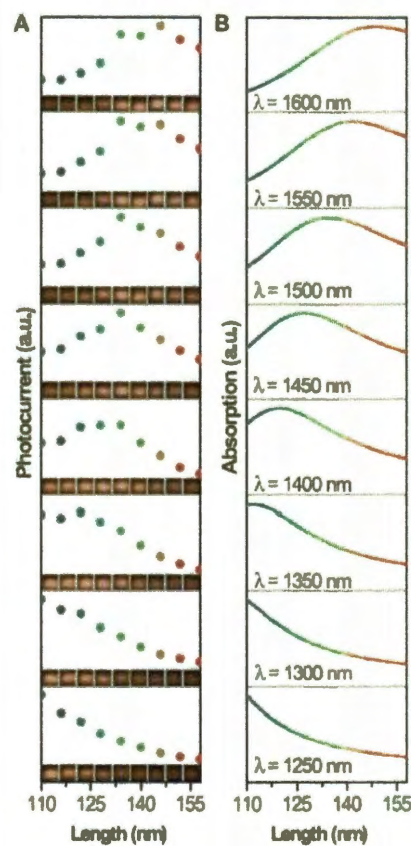 A
B
Photocurrent (a.u.)
Absorption (a.u.)
λ = 1600 nm
λ = 1550 nm
λ = 1500 nm
λ = 1450 nm
λ = 1400 nm
λ = 1350 nm
λ = 1300 nm
λ = 1250 nm
110 125 140 155
110 125 140 155
Length (nm)
Length (nm)